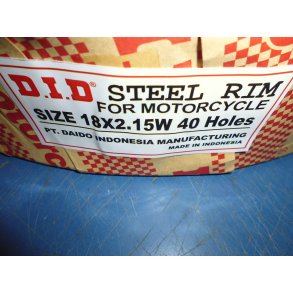 D.I.D STEEL RIM
FOR MOTORCYCLE
SIZE 18X2.15W 40 Holes
PT. DAIDO INDONESIA MANUFACTURING
MADE IN INDONESIA